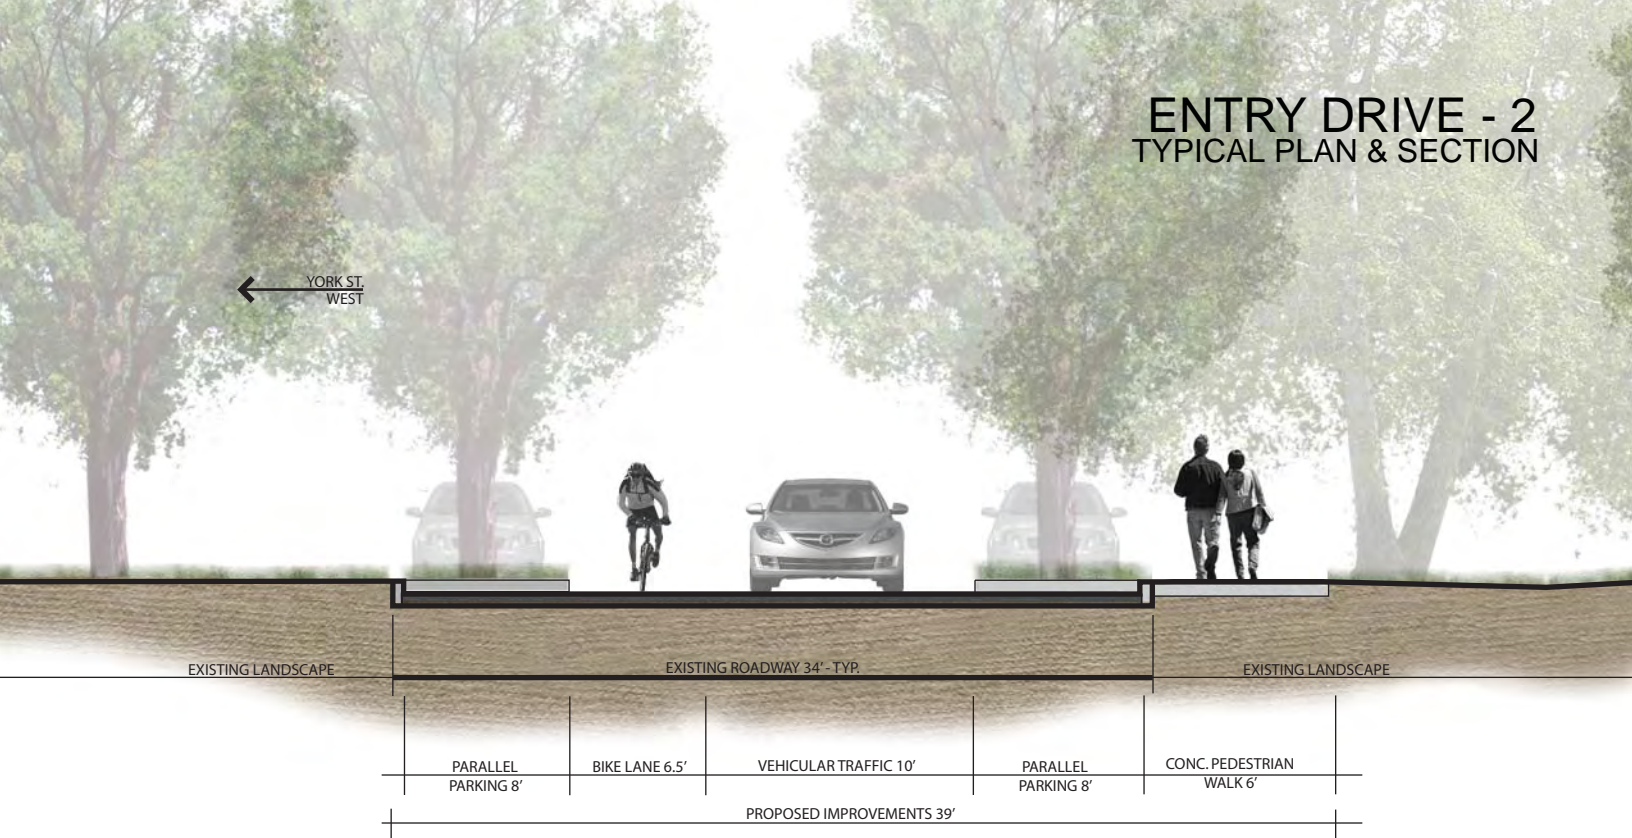 ENTRY DRIVE - 2
TYPICAL PLAN & SECTION
YORK ST.
WEST
EXISTING LANDSCAPE
EXISTING ROADWAY 34’ - TYP.
EXISTING LANDSCAPE
PARALLEL
PARKING 8’
BIKE LANE 6.5’
VEHICULAR TRAFFIC 10’
PARALLEL
PARKING 8’
CONC. PEDESTRIAN
WALK 6’
PROPOSED IMPROVEMENTS 39’